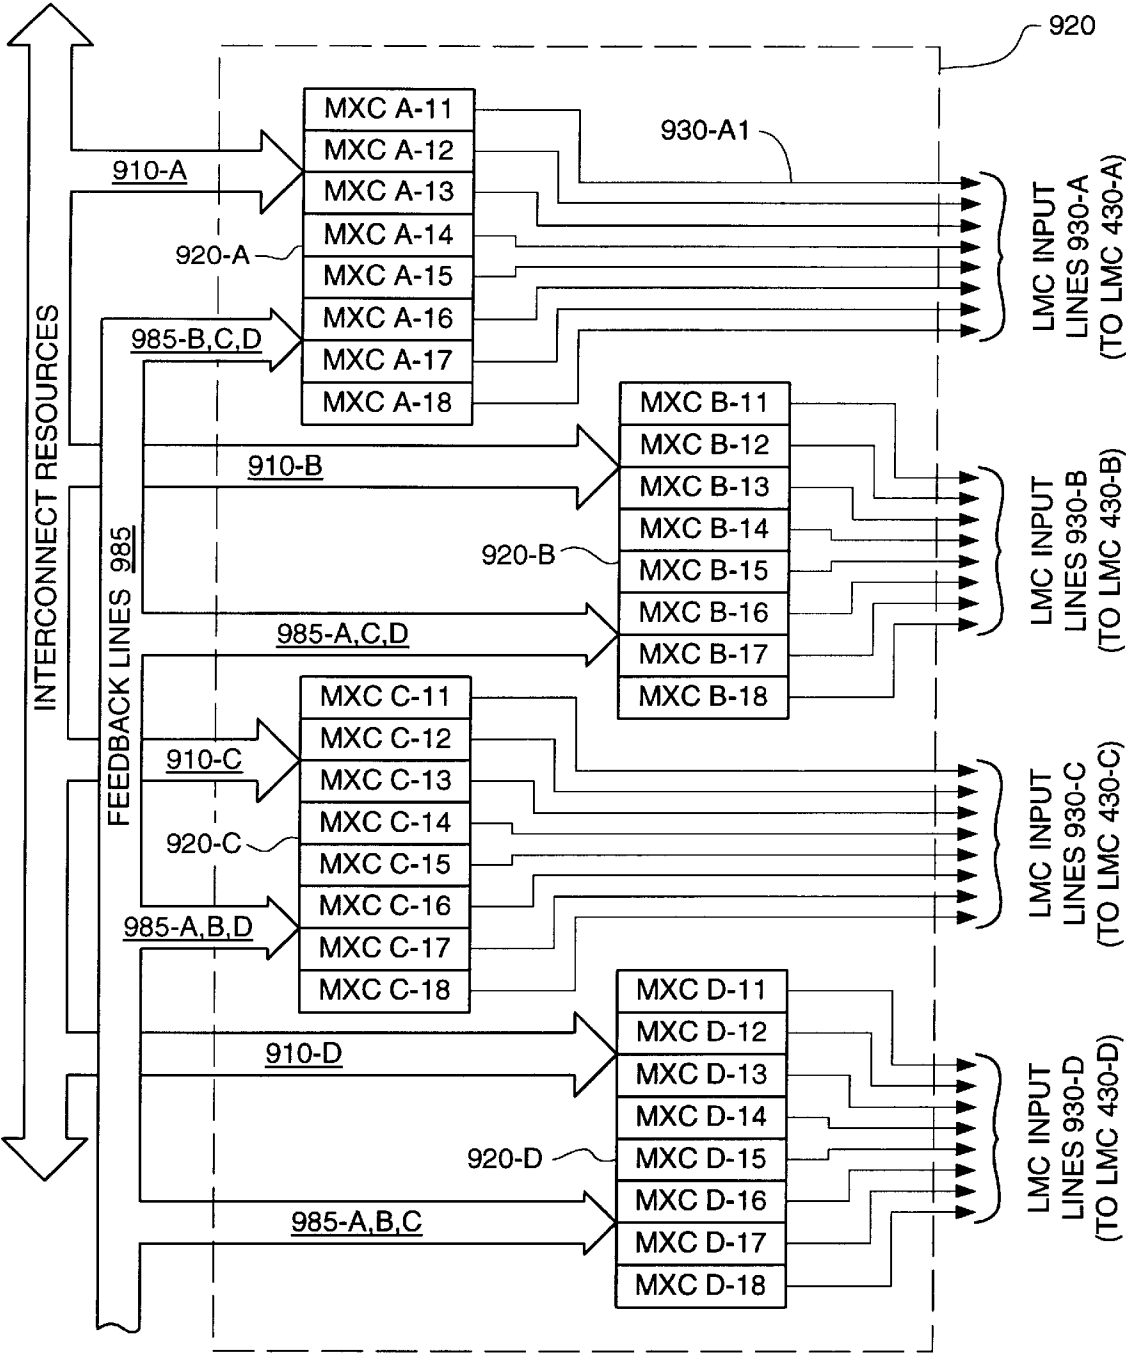 920
MXC A-11
MXC A-12
MXC A-13
MXC A-14
MXC A-15
MXC A-16
MXC A-17
MXC A-18
910-A
920-A
985-B,C,D
930-A1
LMC INPUT
LINES 930-A
(TO LMC 430-A)
INTERCONNECT RESOURCES
FEEDBACK LINES 985
MXC B-11
MXC B-12
MXC B-13
MXC B-14
MXC B-15
MXC B-16
MXC B-17
MXC B-18
910-B
920-B
985-A,C,D
LMC INPUT
LINES 930-B
(TO LMC 430-B)
MXC C-11
MXC C-12
MXC C-13
MXC C-14
MXC C-15
MXC C-16
MXC C-17
MXC C-18
910-C
920-C
985-A,B,D
LMC INPUT
LINES 930-C
(TO LMC 430-C)
MXC D-11
MXC D-12
MXC D-13
MXC D-14
MXC D-15
MXC D-16
MXC D-17
MXC D-18
910-D
920-D
985-A,B,C
LMC INPUT
LINES 930-D
(TO LMC 430-D)